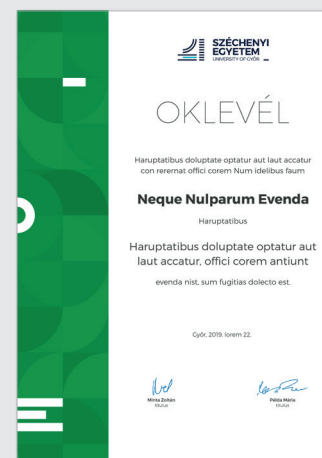 SZÉCHENYI
EGYETEM
UNIVERSITY OF GYŐR
OKLEVÉL
Haruptatibus doluptate optatur aut laut accatur
con rerernat offici corem Num idelibus faum
Neque Nulparum Evenda
Haruptatibus
Haruptatibus doluptate optatur aut
laut accatur, offici corem antiunt
evenda nist, sum fugitias dolecto est.
Győr, 2019. lorem 22.
Minta Zoltán
titulus
Példa Mária
titulus